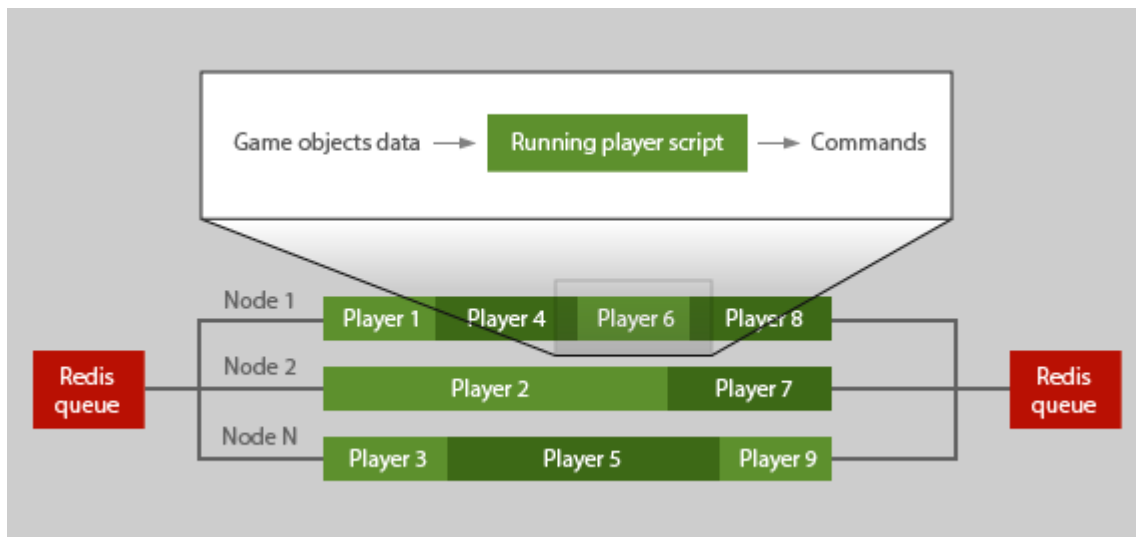 Game objects data
Running player script
Commands
Node 1
Player 1
Player 4
Player 6
Player 8
Redis
queue
Node 2
Player 2
Player 7
Redis
queue
Node N
Player 3
Player 5
Player 9